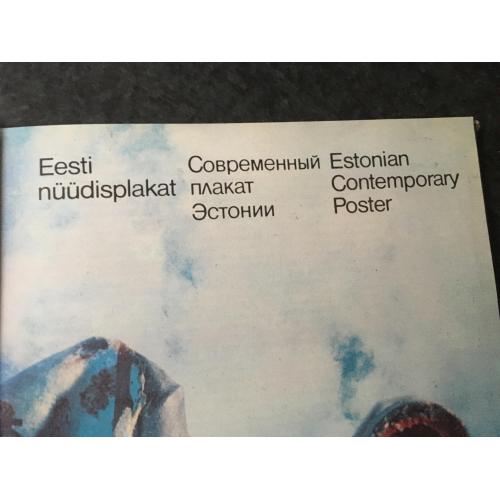 Eesti
nüüdisplakat
Современный
плакат
Эстонии
Estonian
Contemporary
Poster